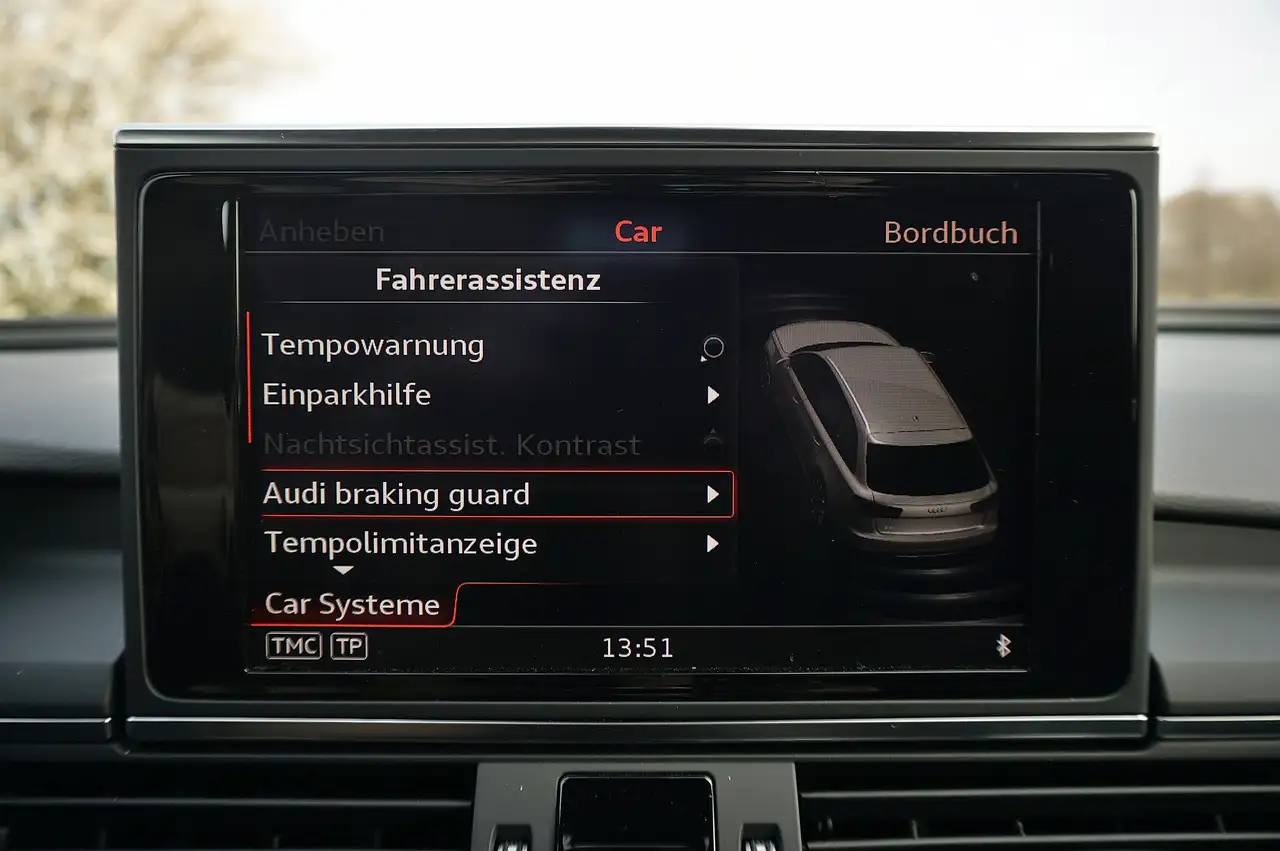 Anheben Car Bordbuch
Fahrerassistenz
Tempowarnung
Einparkhilfe
Nachtsichtassist. Kontrast
Audi braking guard
Tempolimitanzeige
Car Systeme
TMC TP 13:51